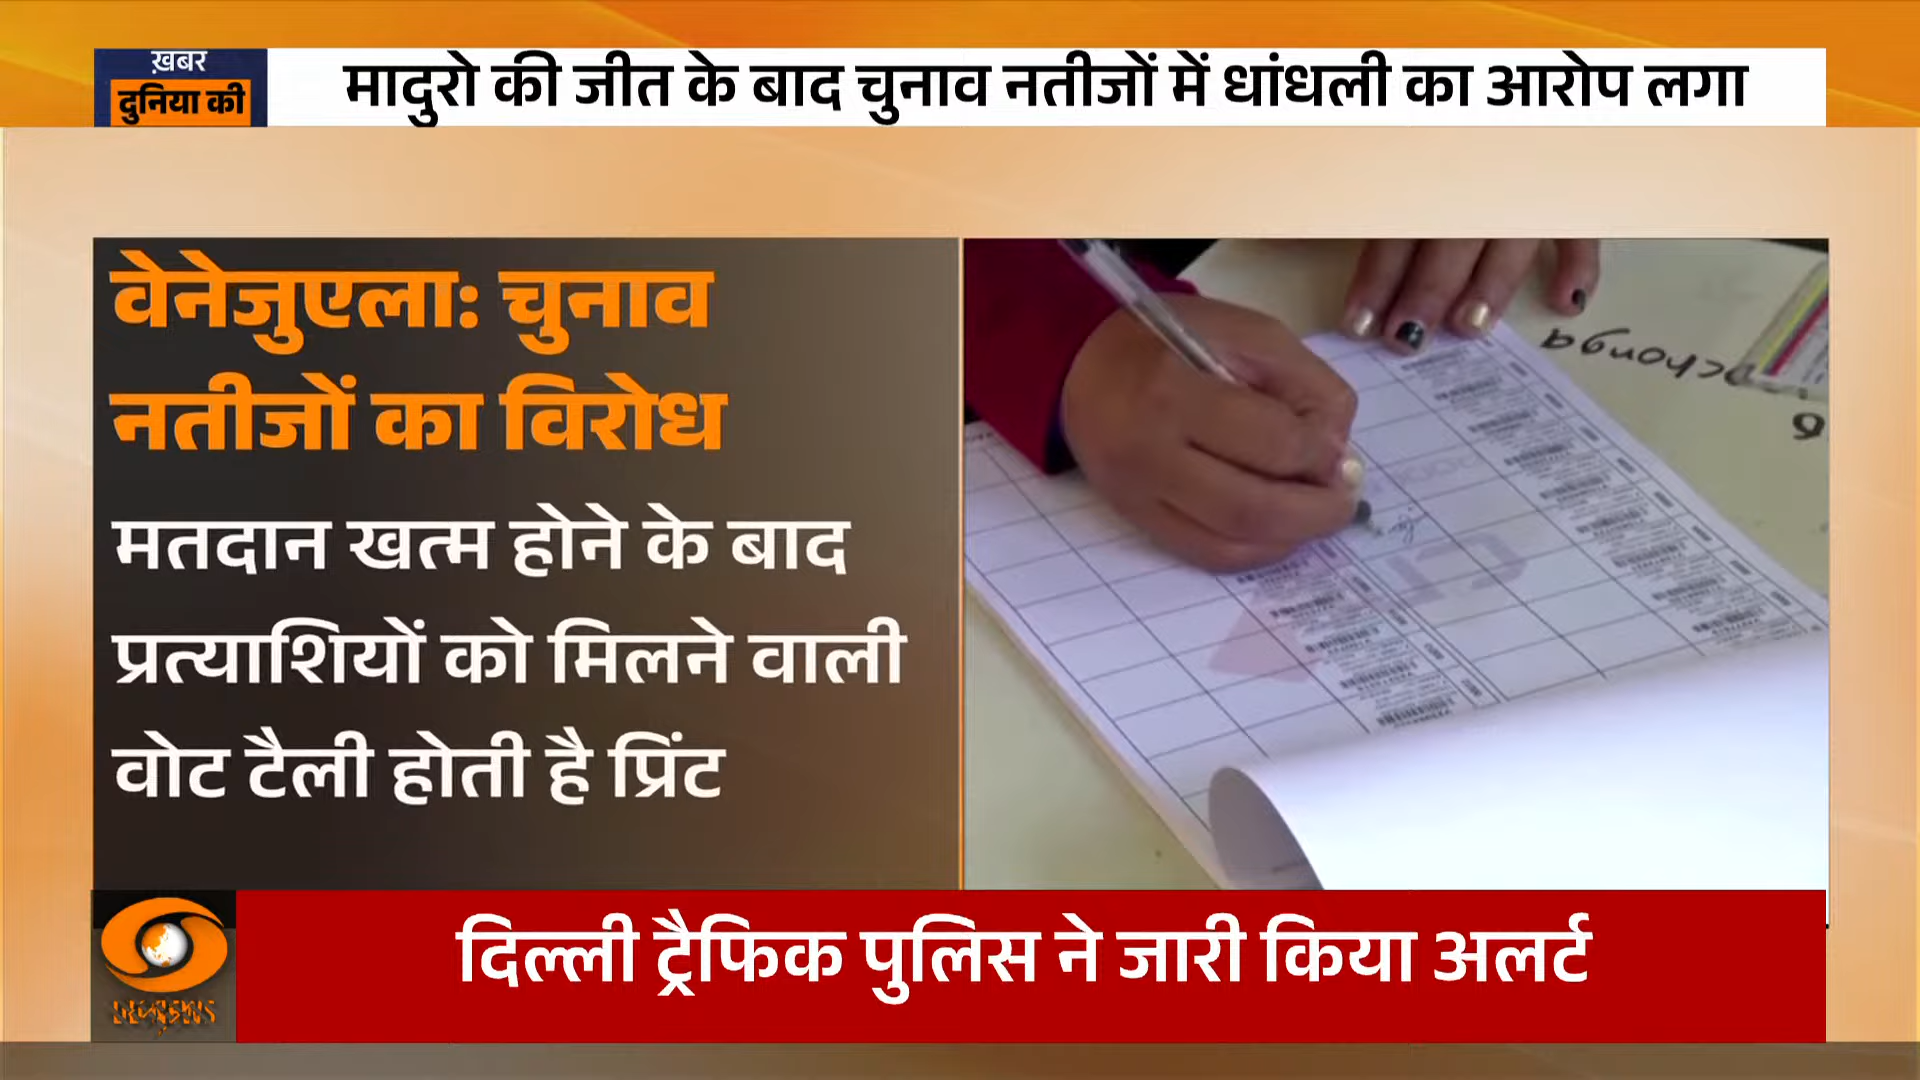 ख़बर
दुनिया की
मादुरो की जीत के बाद चुनाव नतीजों में धांधली का आरोप लगा
वेनेजुएला: चुनाव
नतीजों का विरोध
मतदान खत्म होने के बाद
प्रत्याशियों को मिलने वाली
वोट टैली होती है प्रिंट
दिल्ली ट्रैफिक पुलिस ने जारी किया अलर्ट